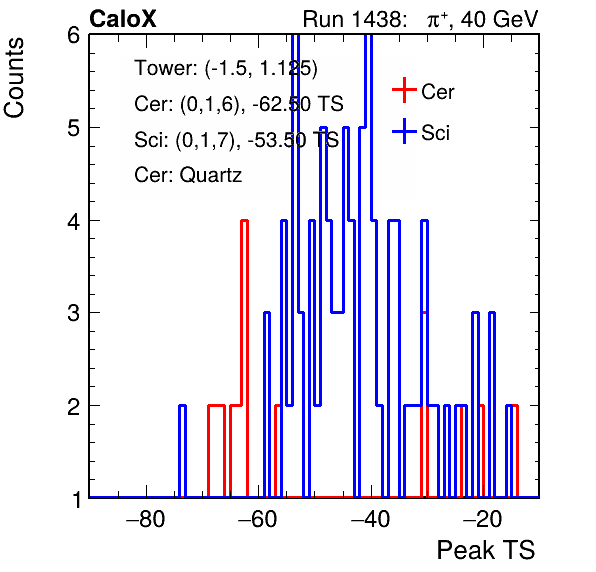 CaloX Run 1438: π⁺, 40 GeV
Counts
Tower: (-1.5, 1.125)
Cer: (0,1,6), -62.50 TS
Sci: (0,1,7), -53.50 TS
Cer: Quartz
Cer
Sci
6
5
4
3
2
1
−80 −60 −40 −20
Peak TS